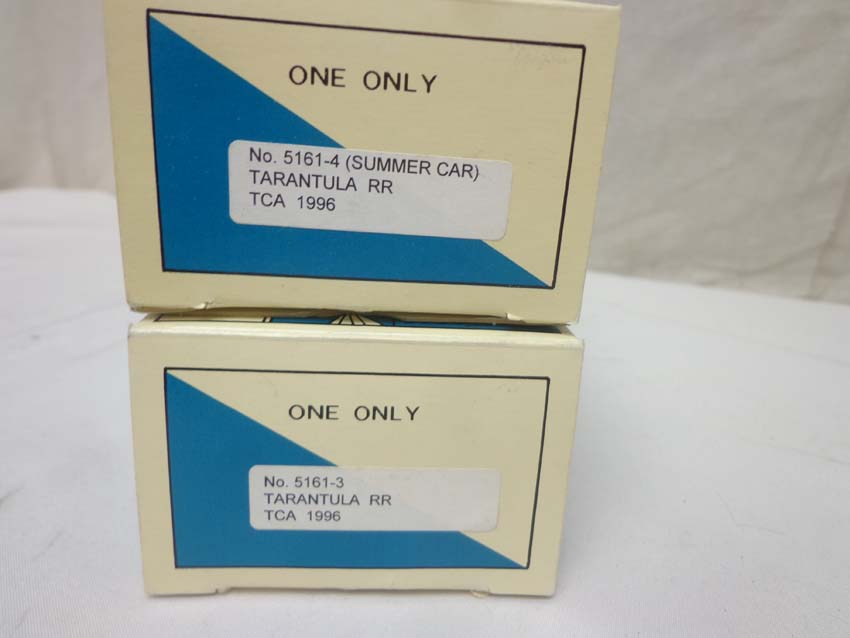 ONE ONLY
No. 5161-4 (SUMMER CAR)
TARANTULA RR
TCA 1996
ONE ONLY
No. 5161-3
TARANTULA RR
TCA 1996